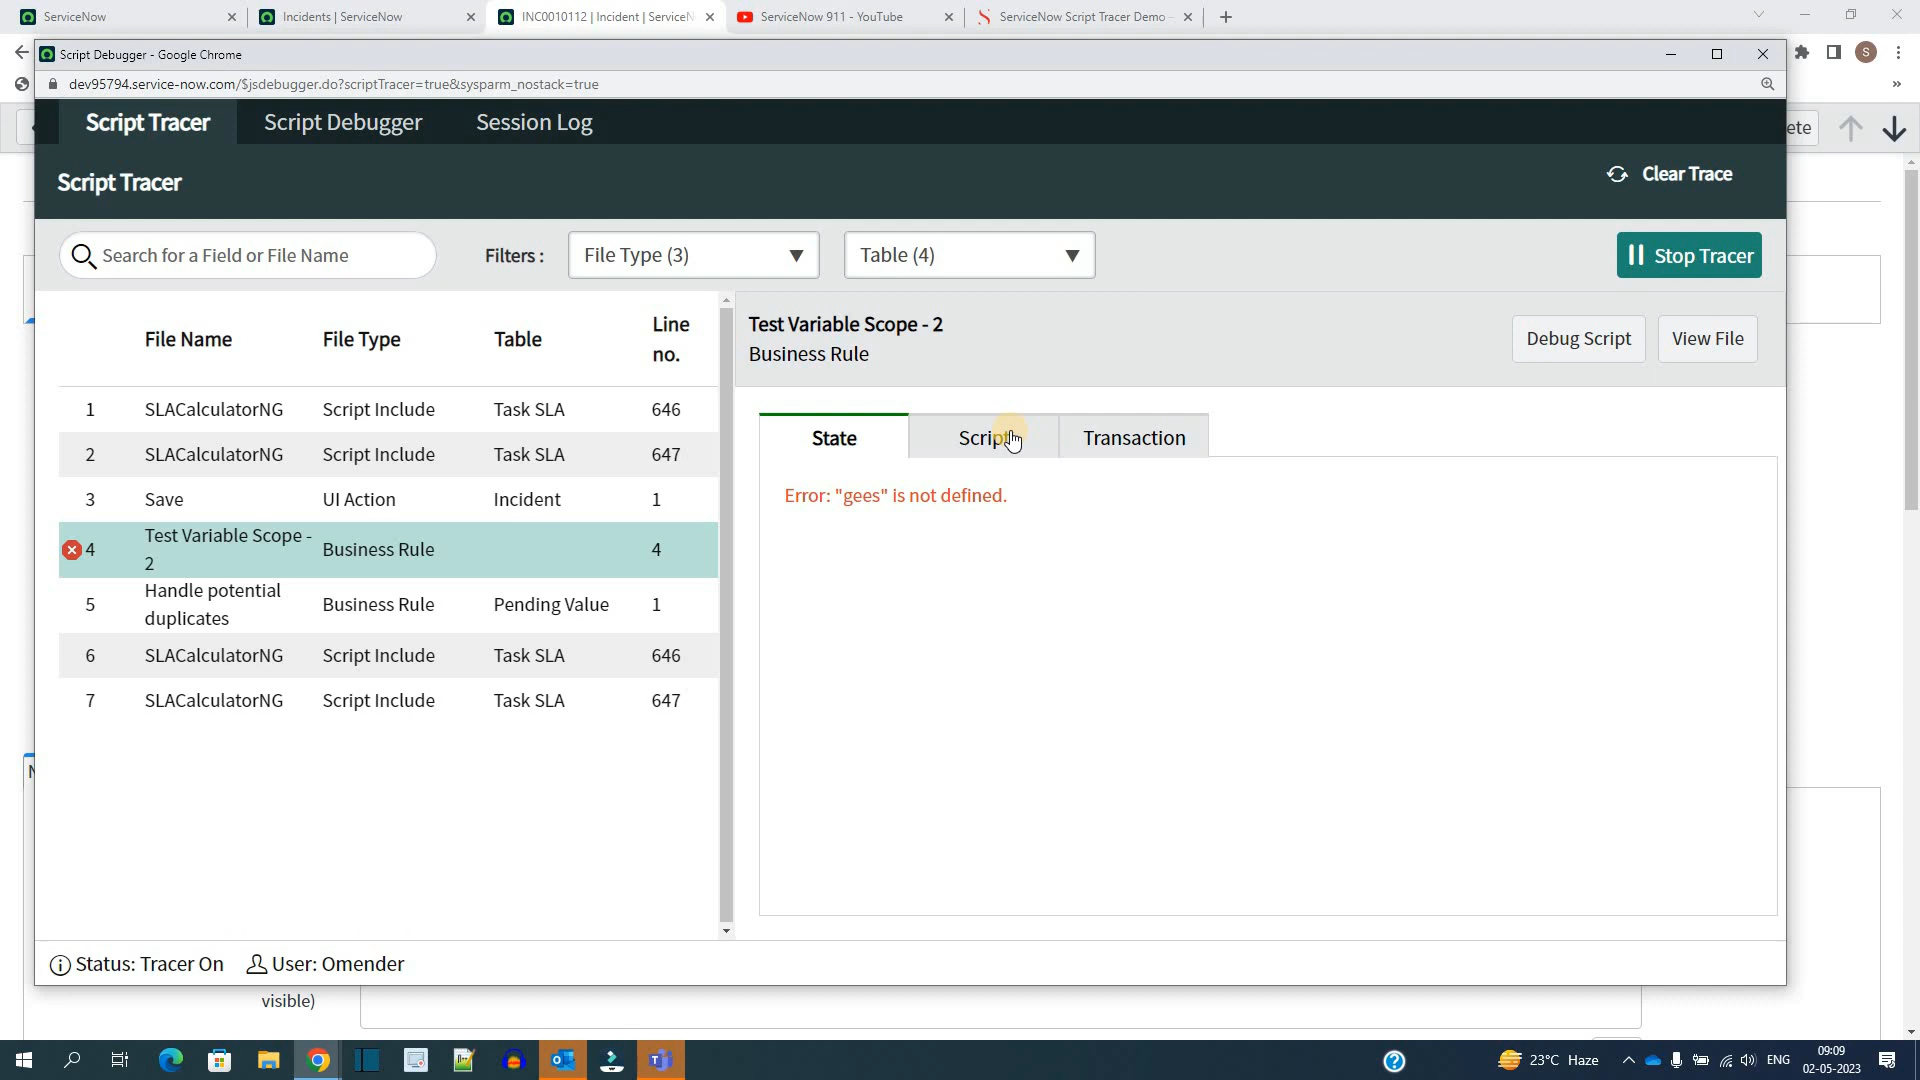 ServiceNow
Incidents | ServiceNow
INC0010112 | Incident | ServiceN
ServiceNow 911 - YouTube
ServiceNow Script Tracer Demo
Script Debugger - Google Chrome
S
dev95794.service-now.com/$jsdebugger.do?scriptTracer=true&sysparm_nostack=true
Script Tracer
Script Debugger
Session Log
ete
Script Tracer
Clear Trace
Search for a Field or File Name
Filters :
File Type (3)
Table (4)
Stop Tracer
File Name
File Type
Table
Line
no.
1 SLACalculatorNG Script Include Task SLA 646
2 SLACalculatorNG Script Include Task SLA 647
3 Save UI Action Incident 1
4 Test Variable Scope - Business Rule 4
2
5 Handle potential Business Rule Pending Value 1
duplicates
6 SLACalculatorNG Script Include Task SLA 646
7 SLACalculatorNG Script Include Task SLA 647
Test Variable Scope - 2
Business Rule
Debug Script
View File
State
Script
Transaction
Error: "gees" is not defined.
Status: Tracer On
User: Omender
visible)
23°C Haze
ENG
09:09
02-05-2023